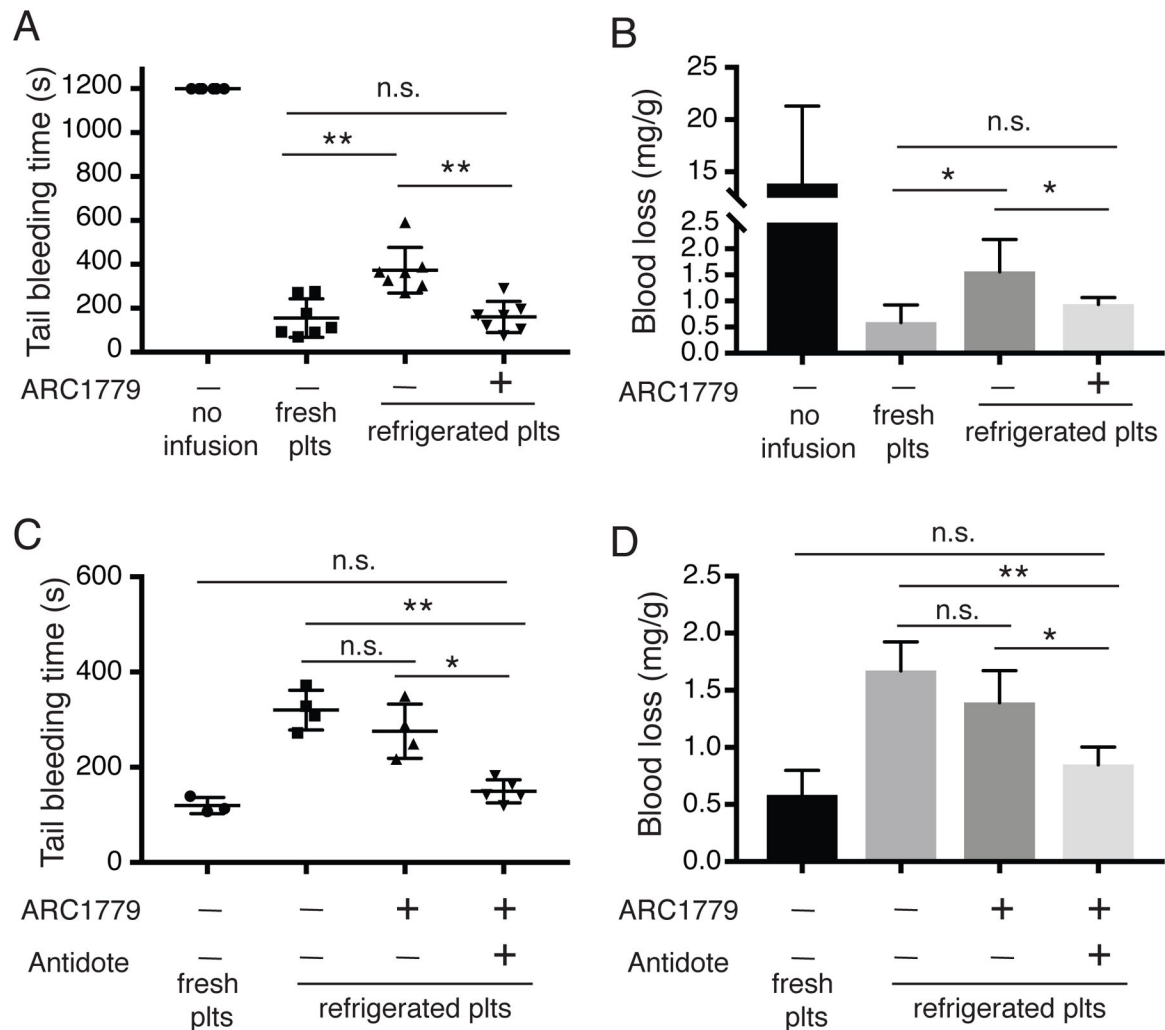 A
Tail bleeding time (s)
1200
1000
800
600
400
200
0
n.s.
**
**
ARC1779
— — — +
no infusion
fresh plts
refrigerated plts
B
Blood loss (mg/g)
25
20
15
2.5
2.0
1.5
1.0
0.5
0.0
n.s.
*
*
ARC1779
— — — +
no infusion
fresh plts
refrigerated plts
C
Tail bleeding time (s)
600
400
200
0
n.s.
**
n.s.
*
ARC1779
— — + +
Antidote
— — — +
fresh plts
refrigerated plts
D
Blood loss (mg/g)
2.5
2.0
1.5
1.0
0.5
0.0
n.s.
**
n.s.
*
ARC1779
— — + +
Antidote
— — — +
fresh plts
refrigerated plts